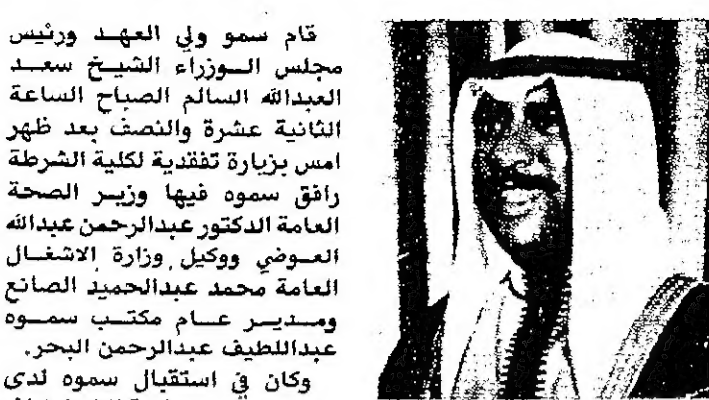 قام سمو ولي العهد ورئيس
مجلس الوزراء الشيخ سعد
العبدالله السالم الصباح الساعة
الثانية عشرة والنصف بعد ظهر
امس بزيارة تفقدية لكلية الشرطة
رافق سموه فيها وزير الصحة
العامة الدكتور عبدالرحمن عبدالله
العوضي ووكيل وزارة الاشغال
العامة محمد عبدالحميد الصانع
ومدير عام مكتب سموه
عبداللطيف عبدالرحمن البحر.
وكان في استقبال سموه لدى